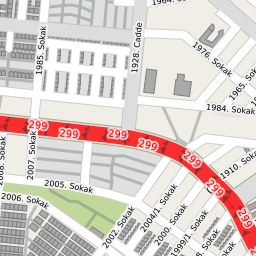 1985. Sokak
1928. Cadde
1976. Sokak
1964. Sokak
1965. Sokak
1984. Sokak
299
299
299
299
299
299
299
299
299
2008. Sokak
2007. Sokak
1910. Sokak
2005. Sokak
2006. Sokak
2002. Sokak
2004/1. Sokak
2000. Sokak
1999/1. Sokak